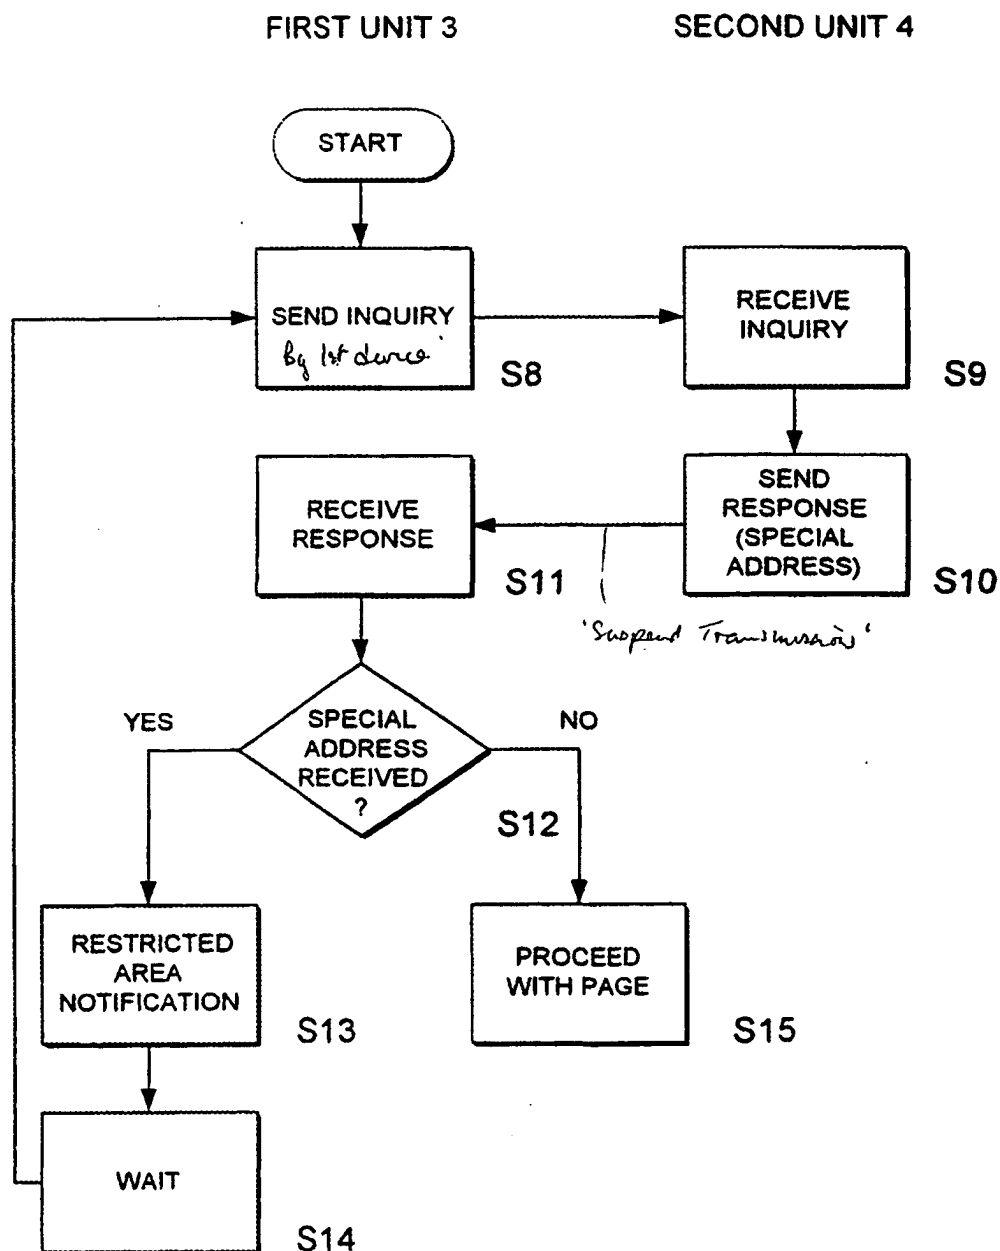 FIRST UNIT 3
SECOND UNIT 4
START
SEND INQUIRY
By 1st device
S8
RECEIVE
INQUIRY
S9
RECEIVE
RESPONSE
S11
SEND
RESPONSE
(SPECIAL
ADDRESS)
S10
'Suspend Transmission'
YES
SPECIAL
ADDRESS
RECEIVED
?
NO
S12
RESTRICTED
AREA
NOTIFICATION
S13
PROCEED
WITH PAGE
S15
WAIT
S14